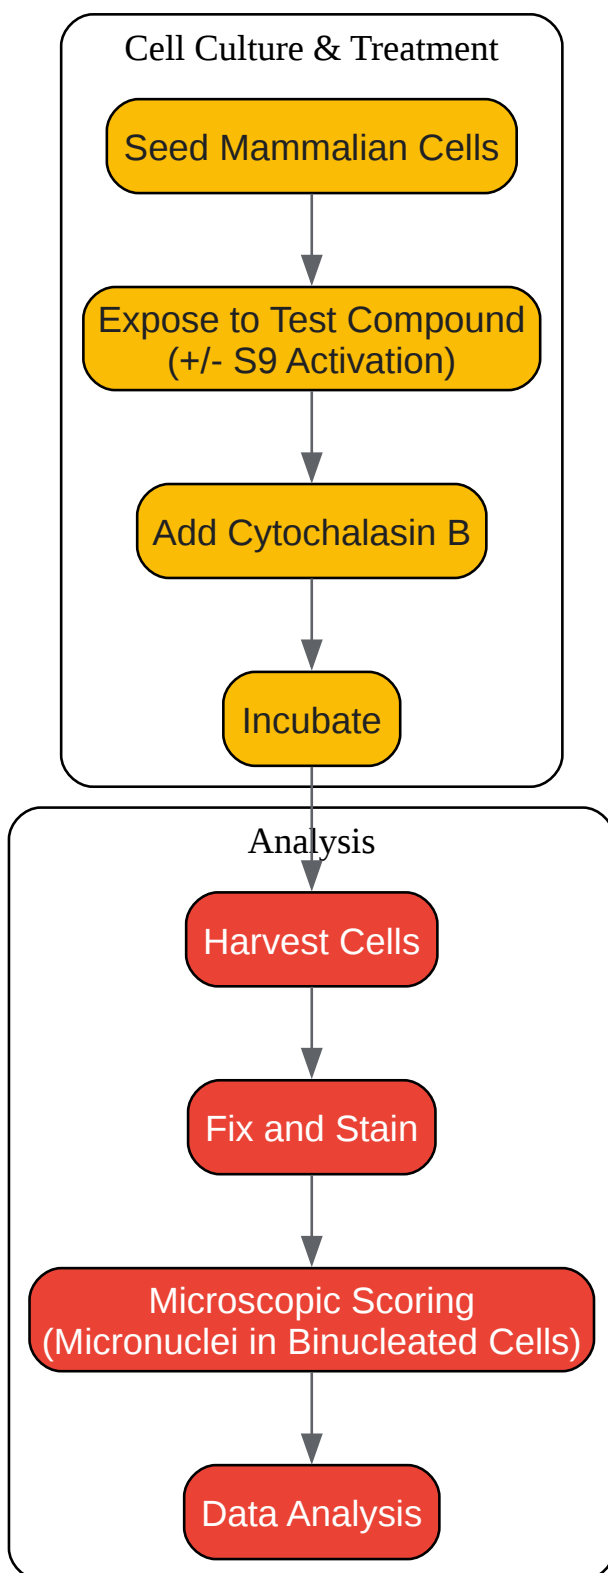 Cell Culture & Treatment
Seed Mammalian Cells
Expose to Test Compound
(+/- S9 Activation)
Add Cytochalasin B
Incubate
Analysis
Harvest Cells
Fix and Stain
Microscopic Scoring
(Micronuclei in Binucleated Cells)
Data Analysis